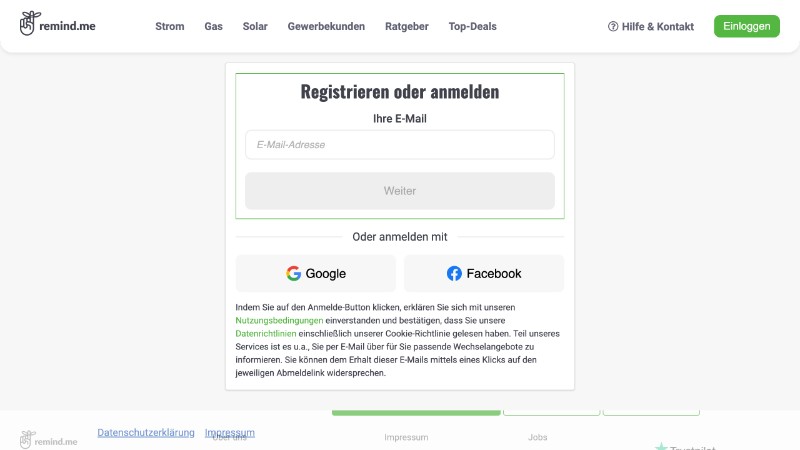 remind.me
Strom Gas Solar Gewerbekunden Ratgeber Top-Deals
Hilfe & Kontakt
Einloggen
Registrieren oder anmelden
Ihre E-Mail
E-Mail-Adresse
Weiter
Oder anmelden mit
Google
Facebook
Indem Sie auf den Anmelde-Button klicken, erklären Sie sich mit unseren
Nutzungsbedingungen einverstanden und bestätigen, dass Sie unsere
Datenrichtlinien einschließlich unserer Cookie-Richtlinie gelesen haben. Teil unseres
Services ist es u.a., Sie per E-Mail über für Sie passende Wechselangebote zu
informieren. Sie können dem Erhalt dieser E-Mails mittels eines Klicks auf den
jeweiligen Abmeldelink widersprechen.
Datenschutzerklärung Impressum
remind.me
Über uns
Impressum
Jobs
Trustpilot